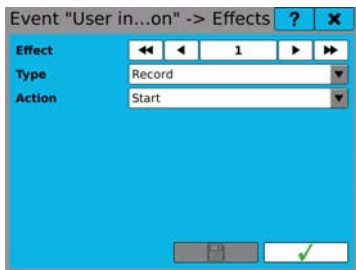 Event "User in...on" -> Effects ? ×
Effect 1
Type Record
Action Start